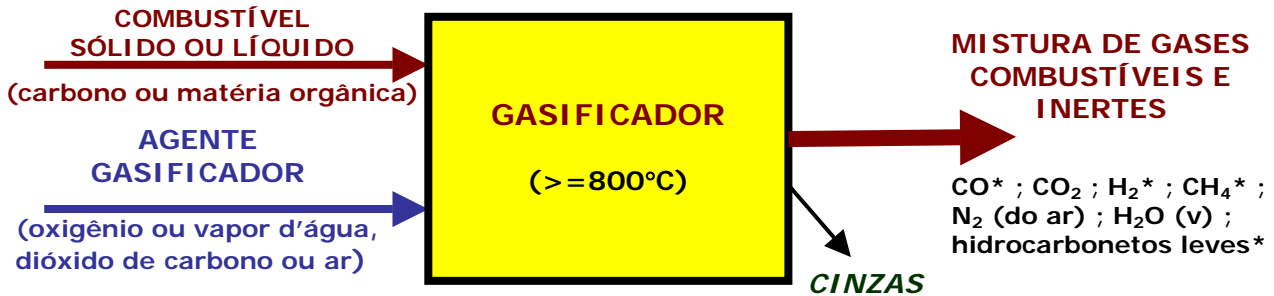 COMBUSTÍVEL
SÓLIDO OU LÍQUIDO
(carbono ou matéria orgânica)
AGENTE
GASIFICADOR
(oxigênio ou vapor d'água,
dióxido de carbono ou ar)
GASIFICADOR
(>=800°C)
CINZAS
MISTURA DE GASES
COMBUSTÍVEIS E
INERTES
CO* ; CO₂ ; H₂* ; CH₄* ;
N₂ (do ar) ; H₂O (v) ;
hidrocarbonetos leves*